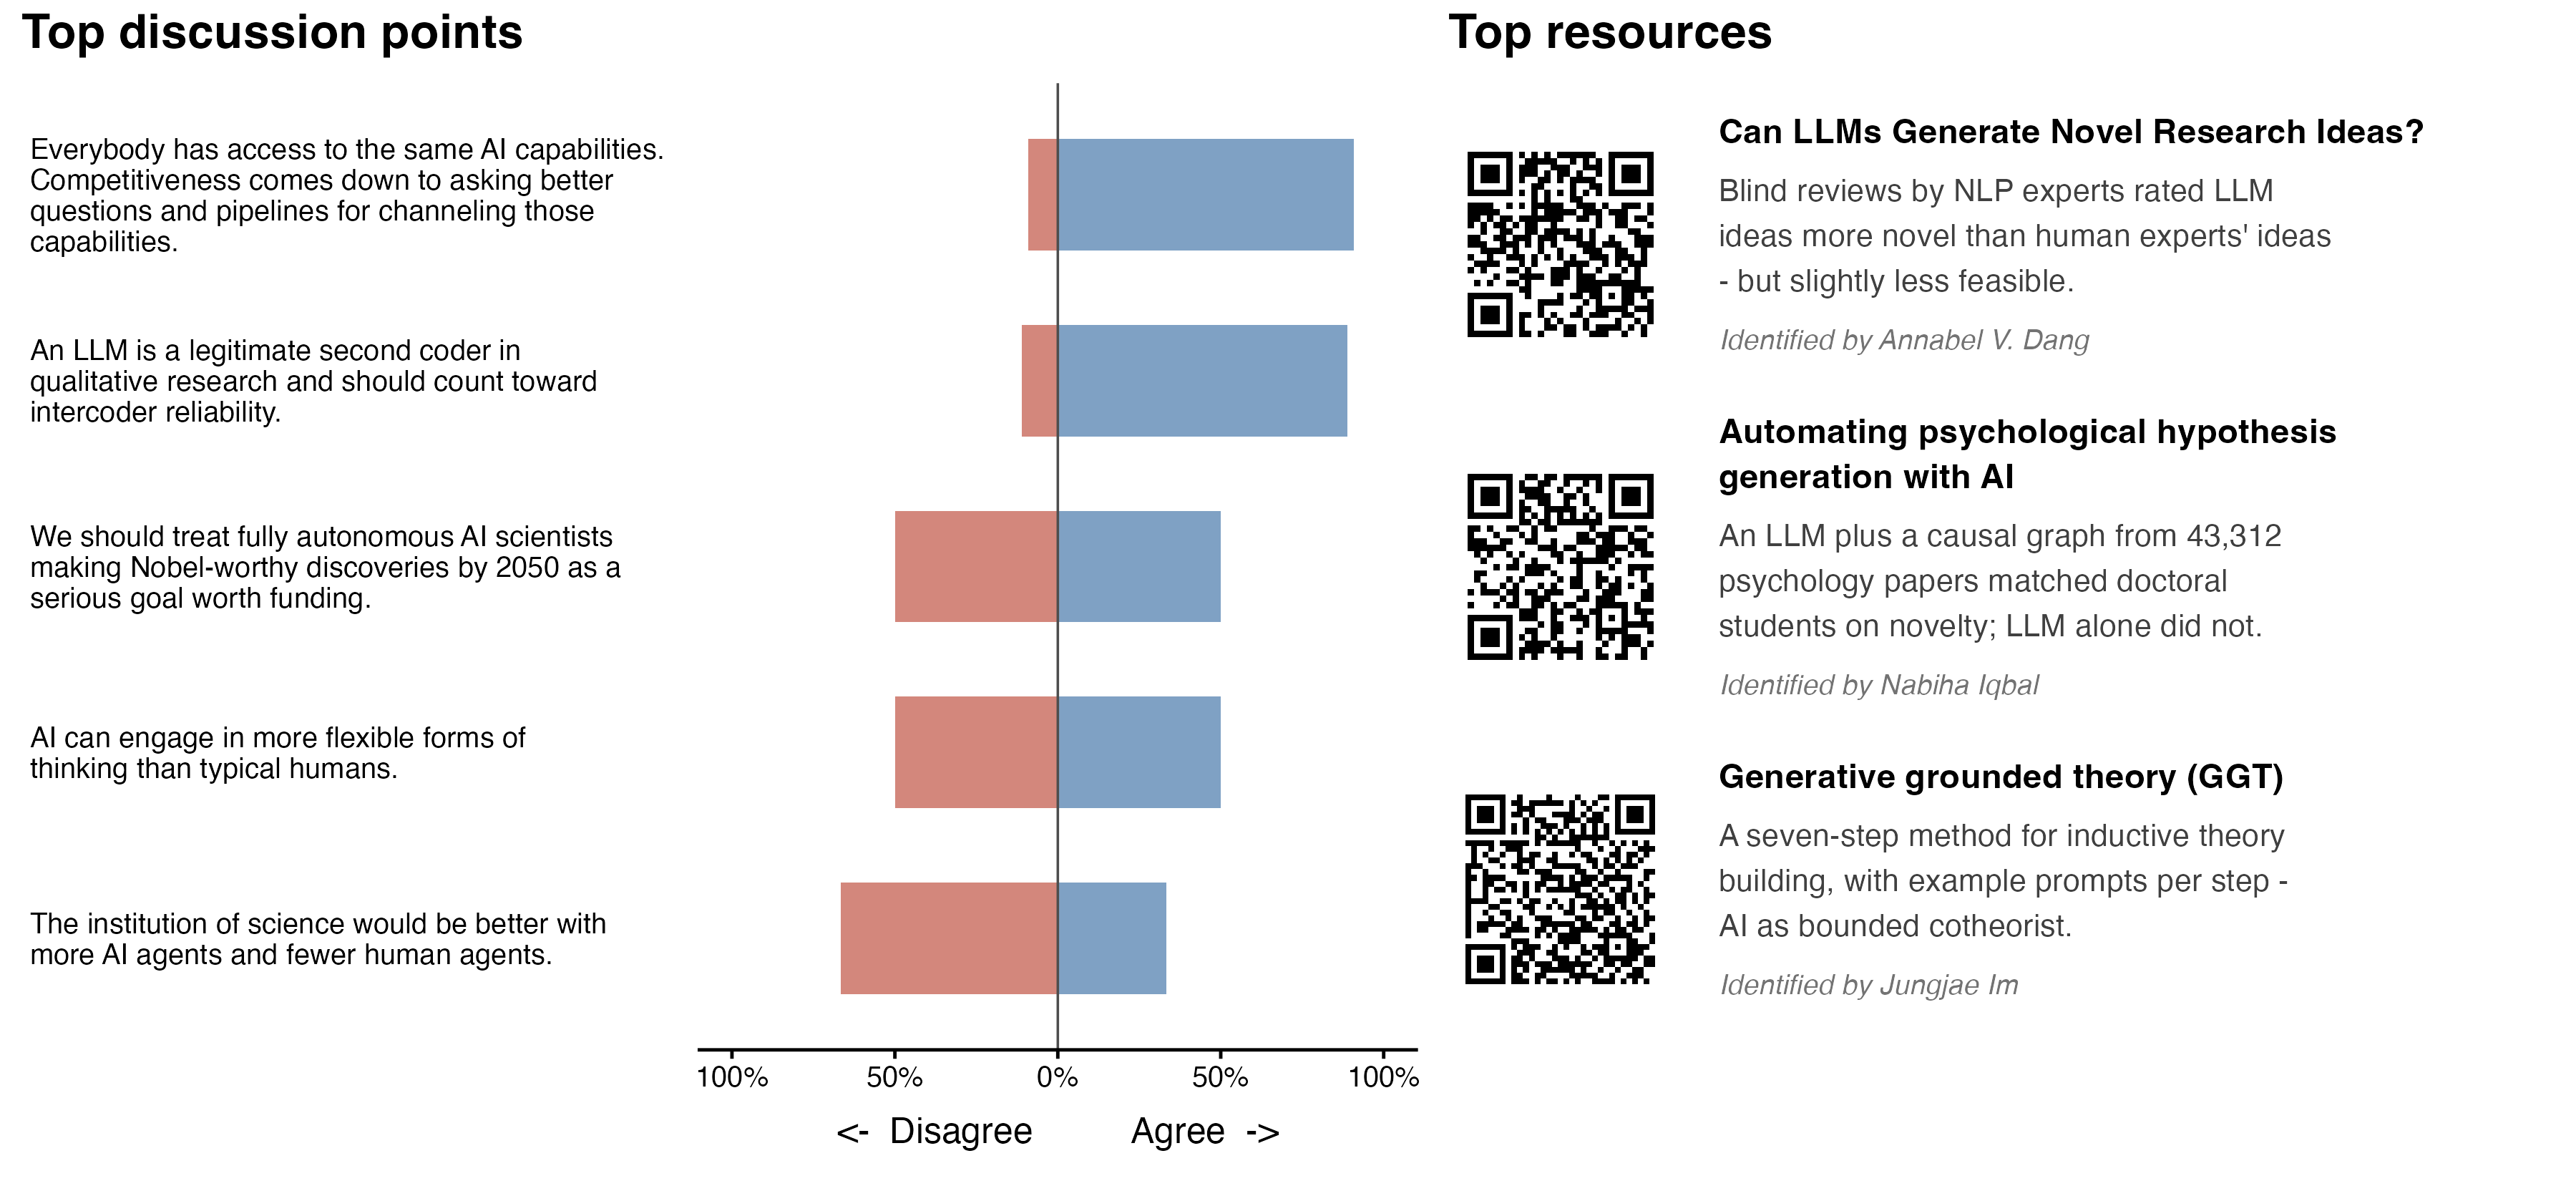 Top discussion points
Everybody has access to the same AI capabilities.
Competitiveness comes down to asking better
questions and pipelines for channeling those
capabilities.
An LLM is a legitimate second coder in
qualitative research and should count toward
intercoder reliability.
We should treat fully autonomous AI scientists
making Nobel-worthy discoveries by 2050 as a
serious goal worth funding.
AI can engage in more flexible forms of
thinking than typical humans.
The institution of science would be better with
more AI agents and fewer human agents.
100% 50% 0% 50% 100%
<- Disagree Agree ->
Top resources
Can LLMs Generate Novel Research Ideas?
Blind reviews by NLP experts rated LLM
ideas more novel than human experts' ideas
- but slightly less feasible.
Identified by Annabel V. Dang
Automating psychological hypothesis
generation with AI
An LLM plus a causal graph from 43,312
psychology papers matched doctoral
students on novelty; LLM alone did not.
Identified by Nabiha Iqbal
Generative grounded theory (GGT)
A seven-step method for inductive theory
building, with example prompts per step -
AI as bounded cotheorist.
Identified by Jungjae Im